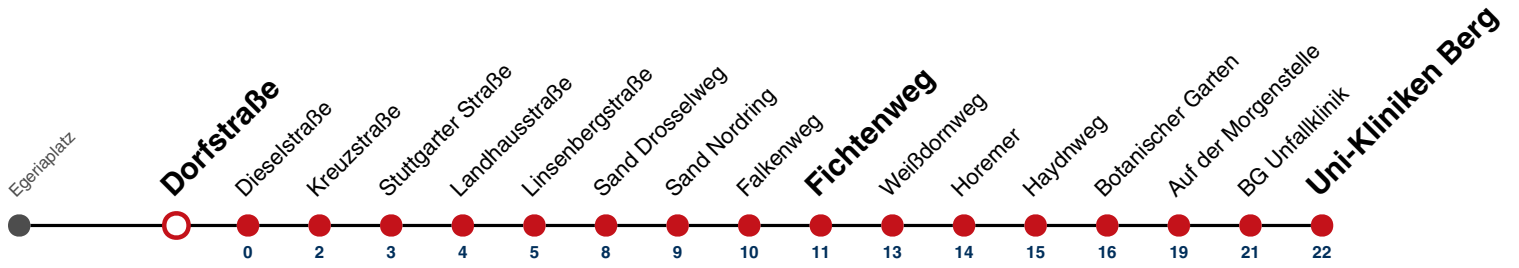 Egeriaplatz
Dorfstraße
Dieselstraße
Kreuzstraße
Stuttgarter Straße
Landhausstraße
Linsenbergstraße
Sand Drosselweg
Sand Nordring
Falkenweg
Fichtenweg
Weißdornweg
Horemer
Haydnweg
Botanischer Garten
Auf der Morgenstelle
BG Unfallklinik
Uni-Kliniken Berg
0 2 3 4 5 8 9 10 11 13 14 15 16 19 21 22